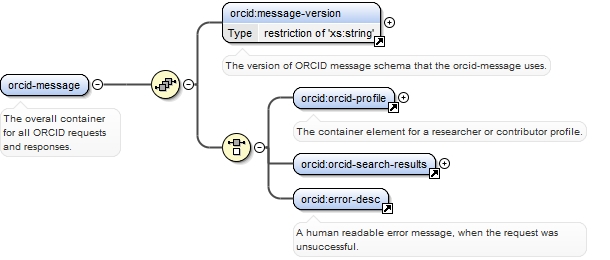 orcid:message-version
Type restriction of 'xs:string'
The version of ORCID message schema that the orcid-message uses.
orcid-message
The overall container
for all ORCID requests
and responses.
orcid:orcid-profile
The container element for a researcher or contributor profile.
orcid:orcid-search-results
orcid:error-desc
A human readable error message, when the request was
unsuccessful.